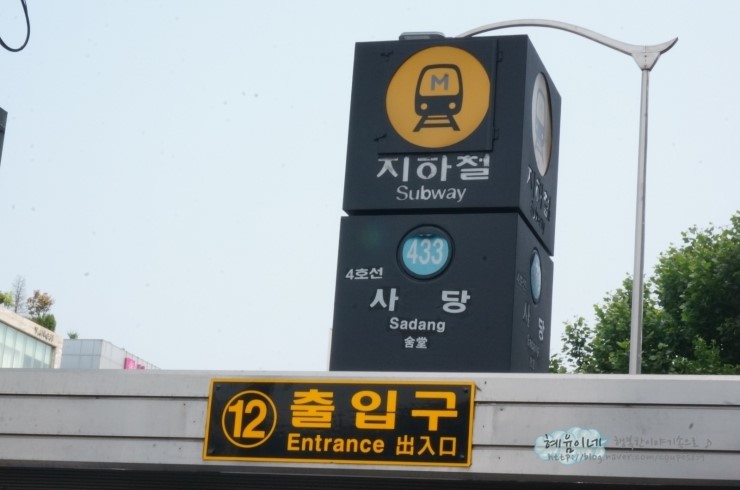 M
지하철
Subway
433
4호선
사 당
Sadang
舍堂
12 출입구
Entrance 出入口
혜윰이네